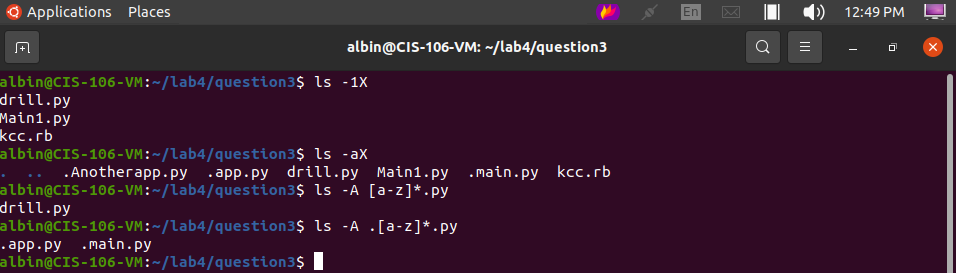 Applications Places En 12:49 PM
albin@CIS-106-VM: ~/lab4/question3
albin@CIS-106-VM:~/lab4/question3$ ls -1X
drill.py
Main1.py
kcc.rb
albin@CIS-106-VM:~/lab4/question3$ ls -aX
. .. .Anotherapp.py .app.py drill.py Main1.py .main.py kcc.rb
albin@CIS-106-VM:~/lab4/question3$ ls -A [a-z]*.py
drill.py
albin@CIS-106-VM:~/lab4/question3$ ls -A .[a-z]*.py
.app.py .main.py
albin@CIS-106-VM:~/lab4/question3$